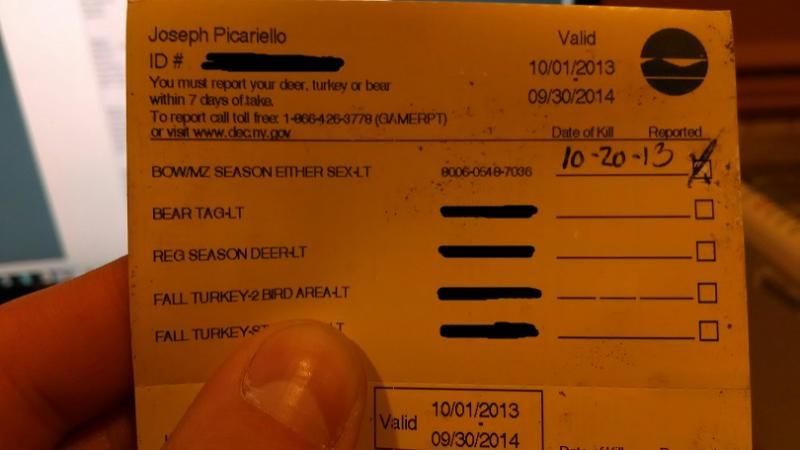 Joseph Picariello
Valid
ID #
10/01/2013
You must report your deer, turkey or bear
within 7 days of take.
09/30/2014
To report call toll free: 1-866-426-3778 (GAMERPT)
or visit www.dec.ny.gov
Date of Kill Reported
BOW/MZ SEASON EITHER SEX-LT 8006-0548-7036 10-20-13
BEAR TAG-LT
REG SEASON DEER-LT
FALL TURKEY-2 BIRD AREA-LT
FALL TURKEY-
Valid
10/01/2013
09/30/2014
Date of Kill